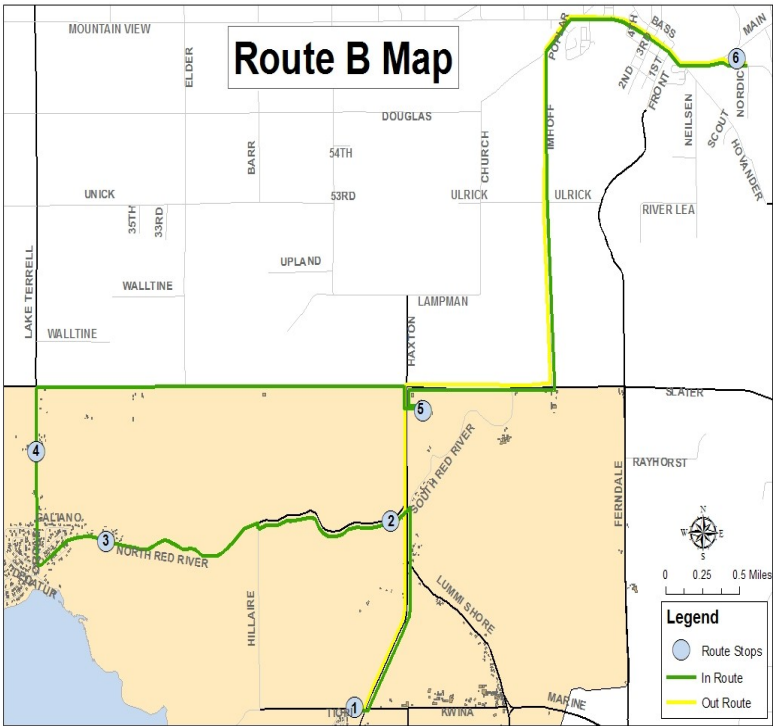 Route B Map
MOUNTAIN VIEW
ELDER
POPLAR
4TH
BASS
3RD
MAIN
2ND
1ST
FRONT
6
NORDIC
DOUGLAS
BARR
54TH
CHURCH
IMHOFF
NEILSEN
SCOUT
HOVANDER
UNICK
53RD
ULRICK
ULRICK
35TH
33RD
RIVER LEA
UPLAND
WALLTINE
LAMPMAN
LAKE TERRELL
WALLTINE
HAXTON
SLATER
5
4
SOUTH RED RIVER
RAYHORST
FERNDALE
2
3
NORTH RED RIVER
N
W
E
S
0 0.25 0.5 Miles
HILLAIRE
LUMMI SHORE
1
KWINA
MARINE
Legend
Route Stops
In Route
Out Route